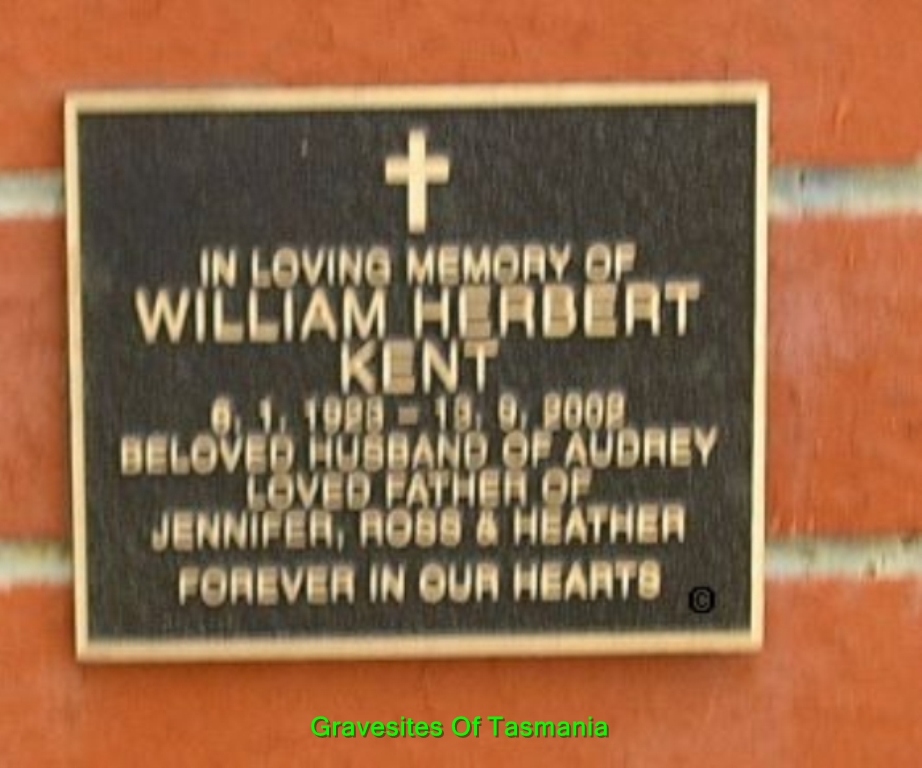 IN LOVING MEMORY OF
WILLIAM HERBERT
KENT
BELOVED HUSBAND OF AUDREY
LOVED FATHER OF
JENNIFER, ROSS & HEATHER
FOREVER IN OUR HEARTS
©
Gravesites Of Tasmania